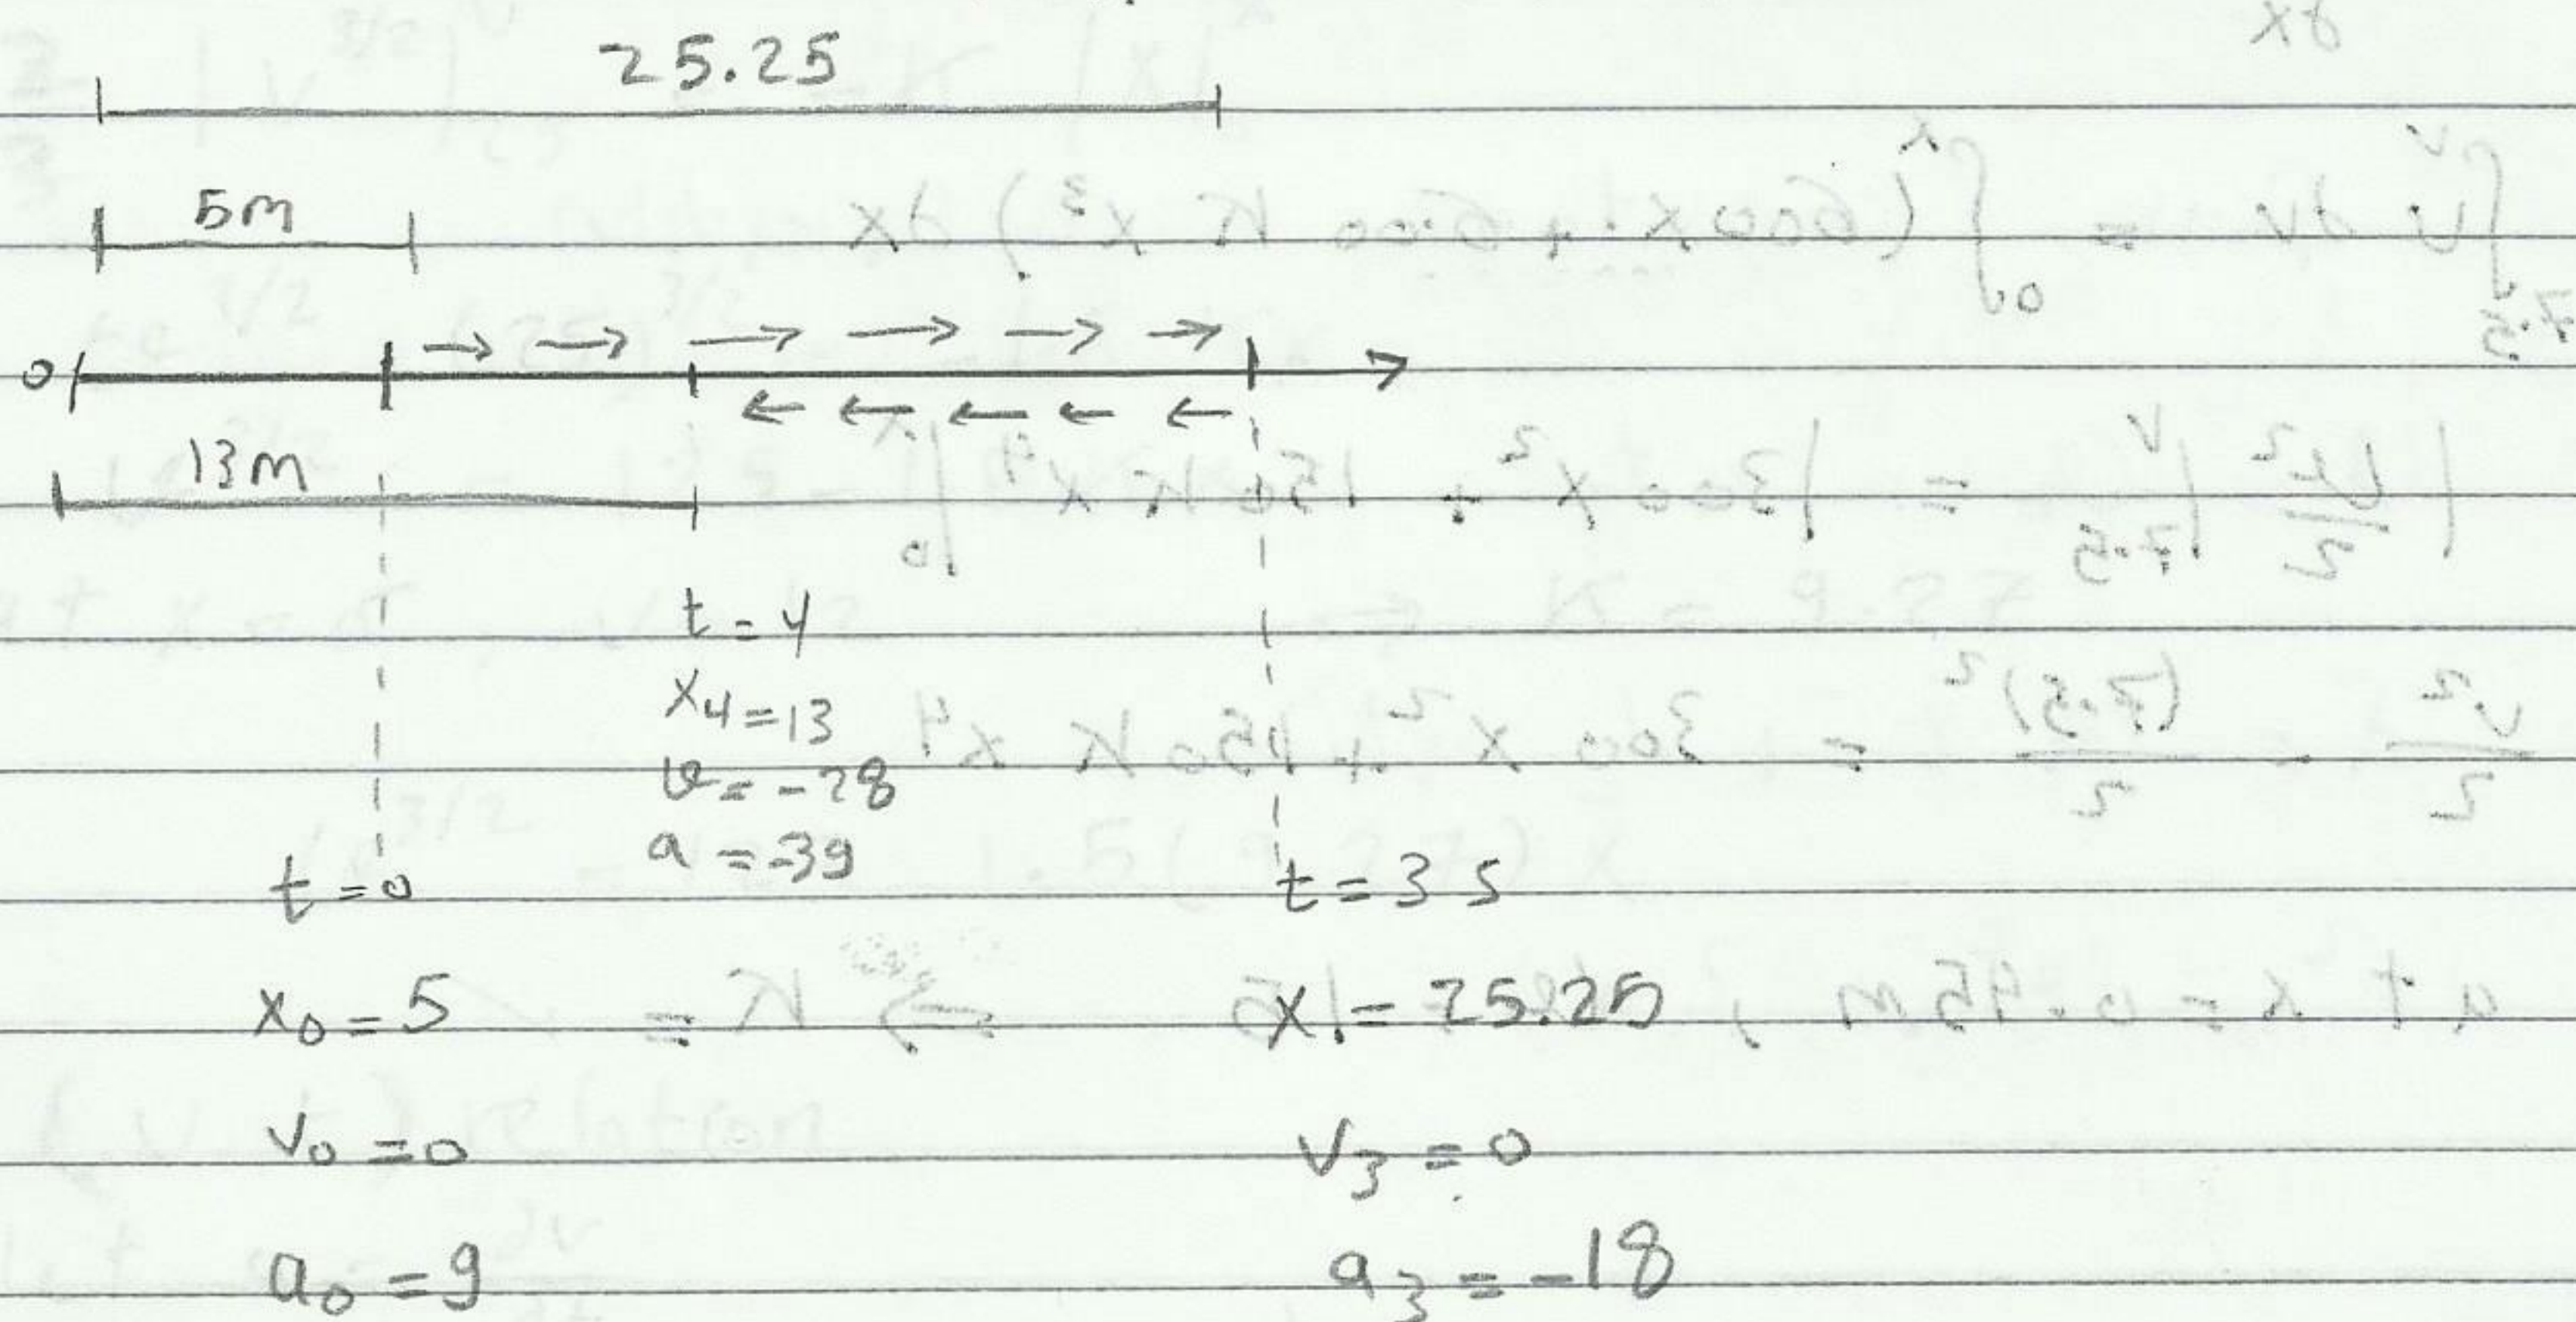 25.25
5m
0
13m
t = 4
x4 = 13
v = -28
a = -39
t = 0
t = 3 s
x0 = 5
x. = 25.25
v0 = 0
v3 = 0
a0 = 9
a3 = -18